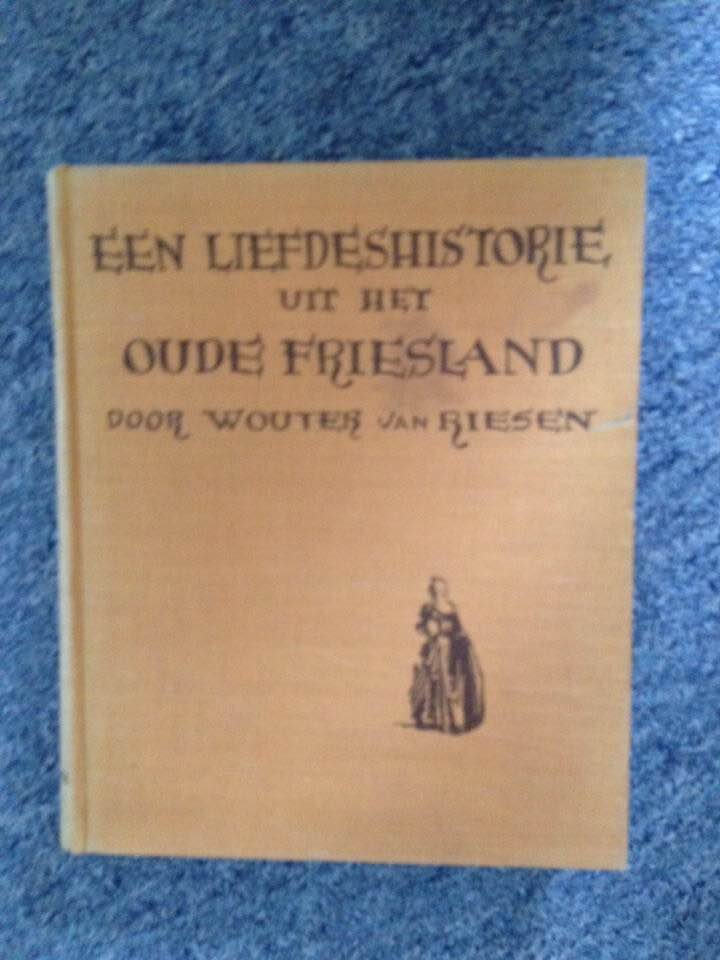 EEN LIEFDESHISTORIE
UIT HET
OUDE FRIESLAND
DOOR WOUTER VAN RIESEN